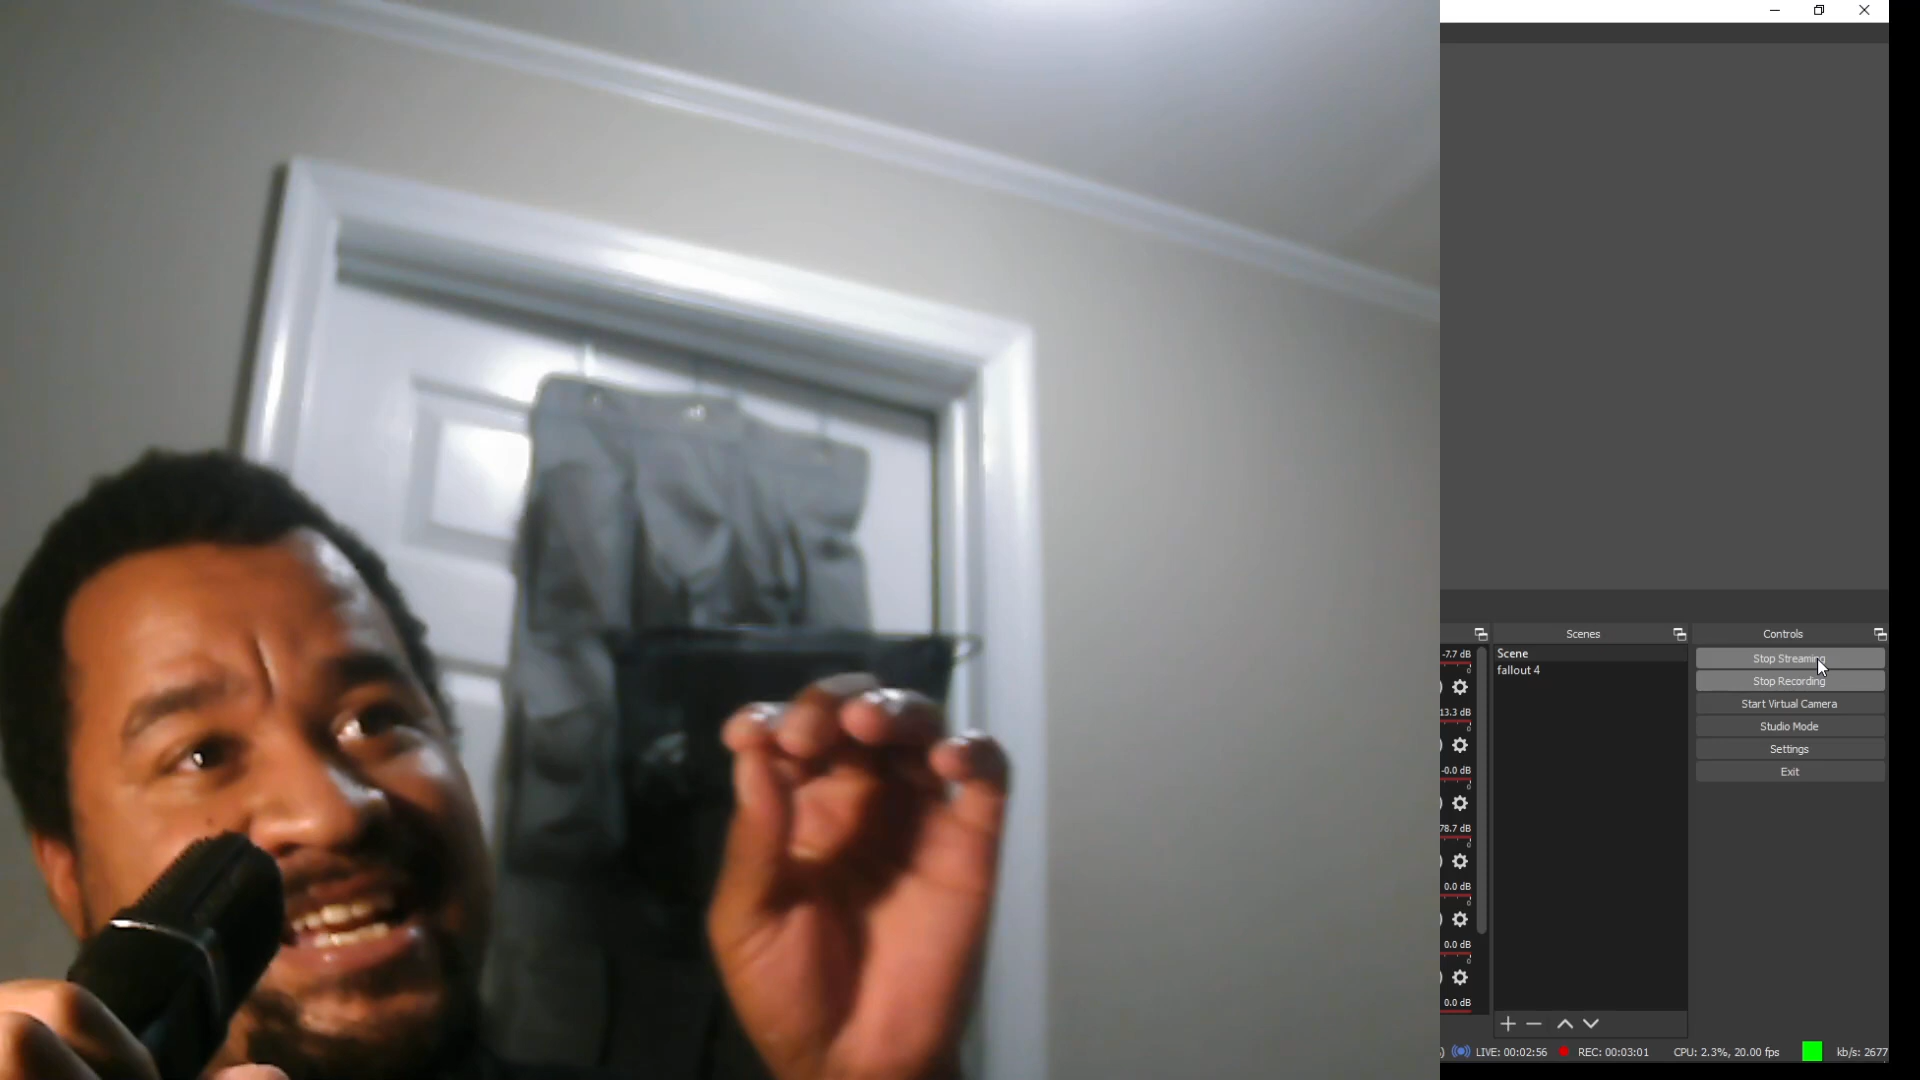 Scenes
Controls
-7.7 dB
Scene
Stop Streaming
fallout 4
Stop Recording
13.3 dB
Start Virtual Camera
Studio Mode
Settings
-0.0 dB
Exit
78.7 dB
0.0 dB
0.0 dB
0.0 dB
LIVE: 00:02:56
REC: 00:03:01
CPU: 2.3%, 20.00 fps
kb/s: 2677